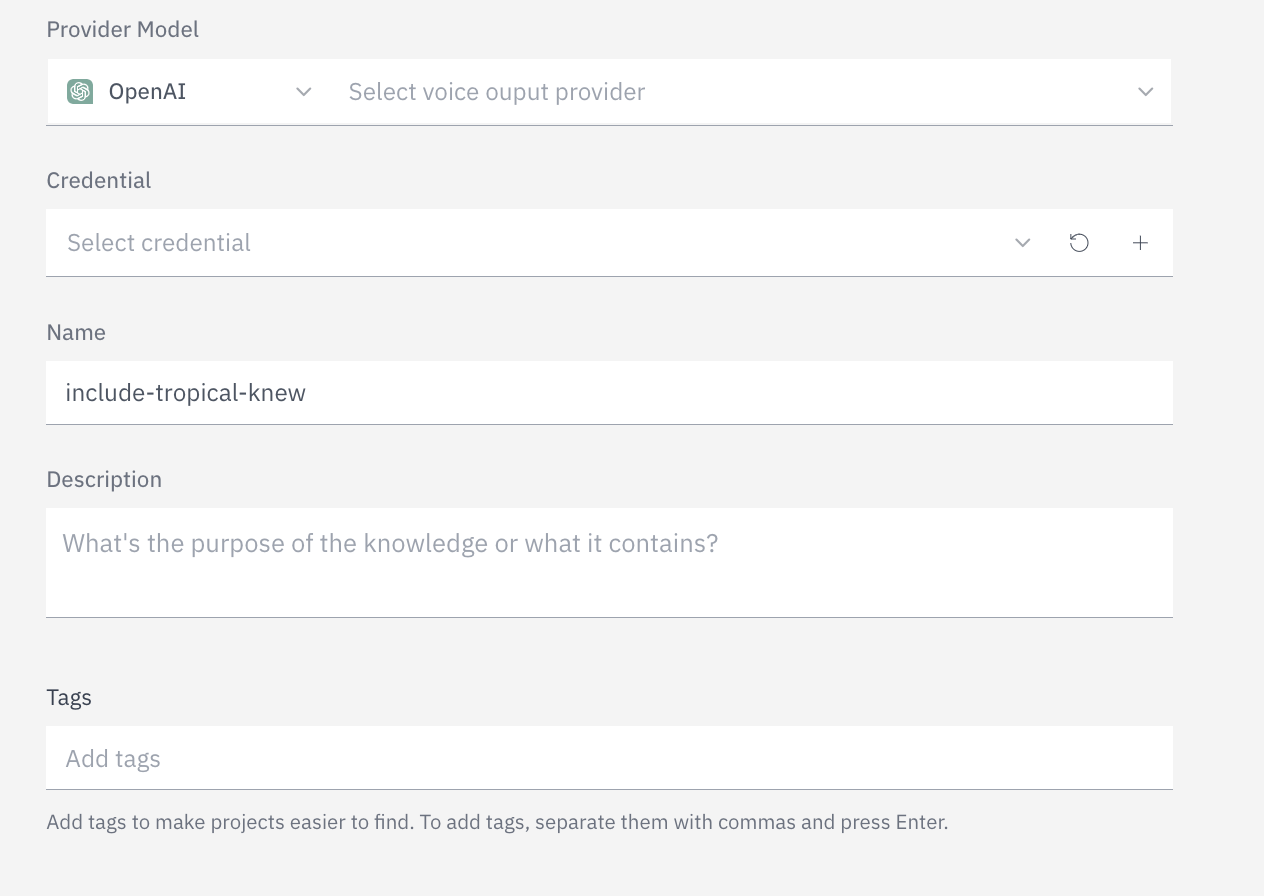 Provider Model
OpenAI Select voice ouput provider
Credential
Select credential
Name
include-tropical-knew
Description
What's the purpose of the knowledge or what it contains?
Tags
Add tags
Add tags to make projects easier to find. To add tags, separate them with commas and press Enter.